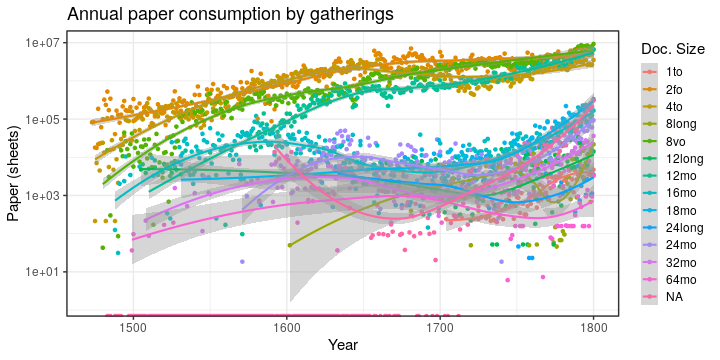 Annual paper consumption by gatherings
Paper (sheets)
1e+07
1e+05
1e+03
1e+01
1500
1600
1700
1800
Year
Doc. Size
1to
2fo
4to
8long
8vo
12long
12mo
16mo
18mo
24long
24mo
32mo
64mo
NA